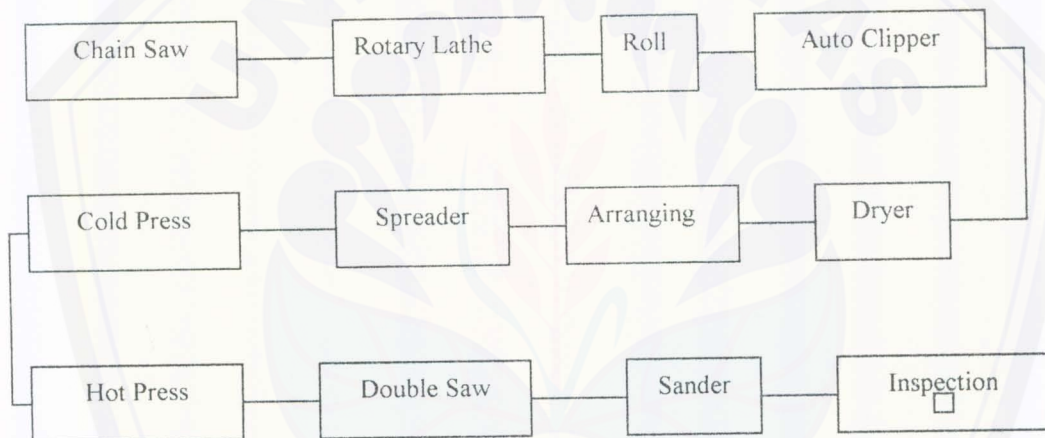 Chain Saw
Rotary Lathe
Roll
Auto Clipper
Dryer
Arranging
Spreader
Cold Press
Hot Press
Double Saw
Sander
Inspection